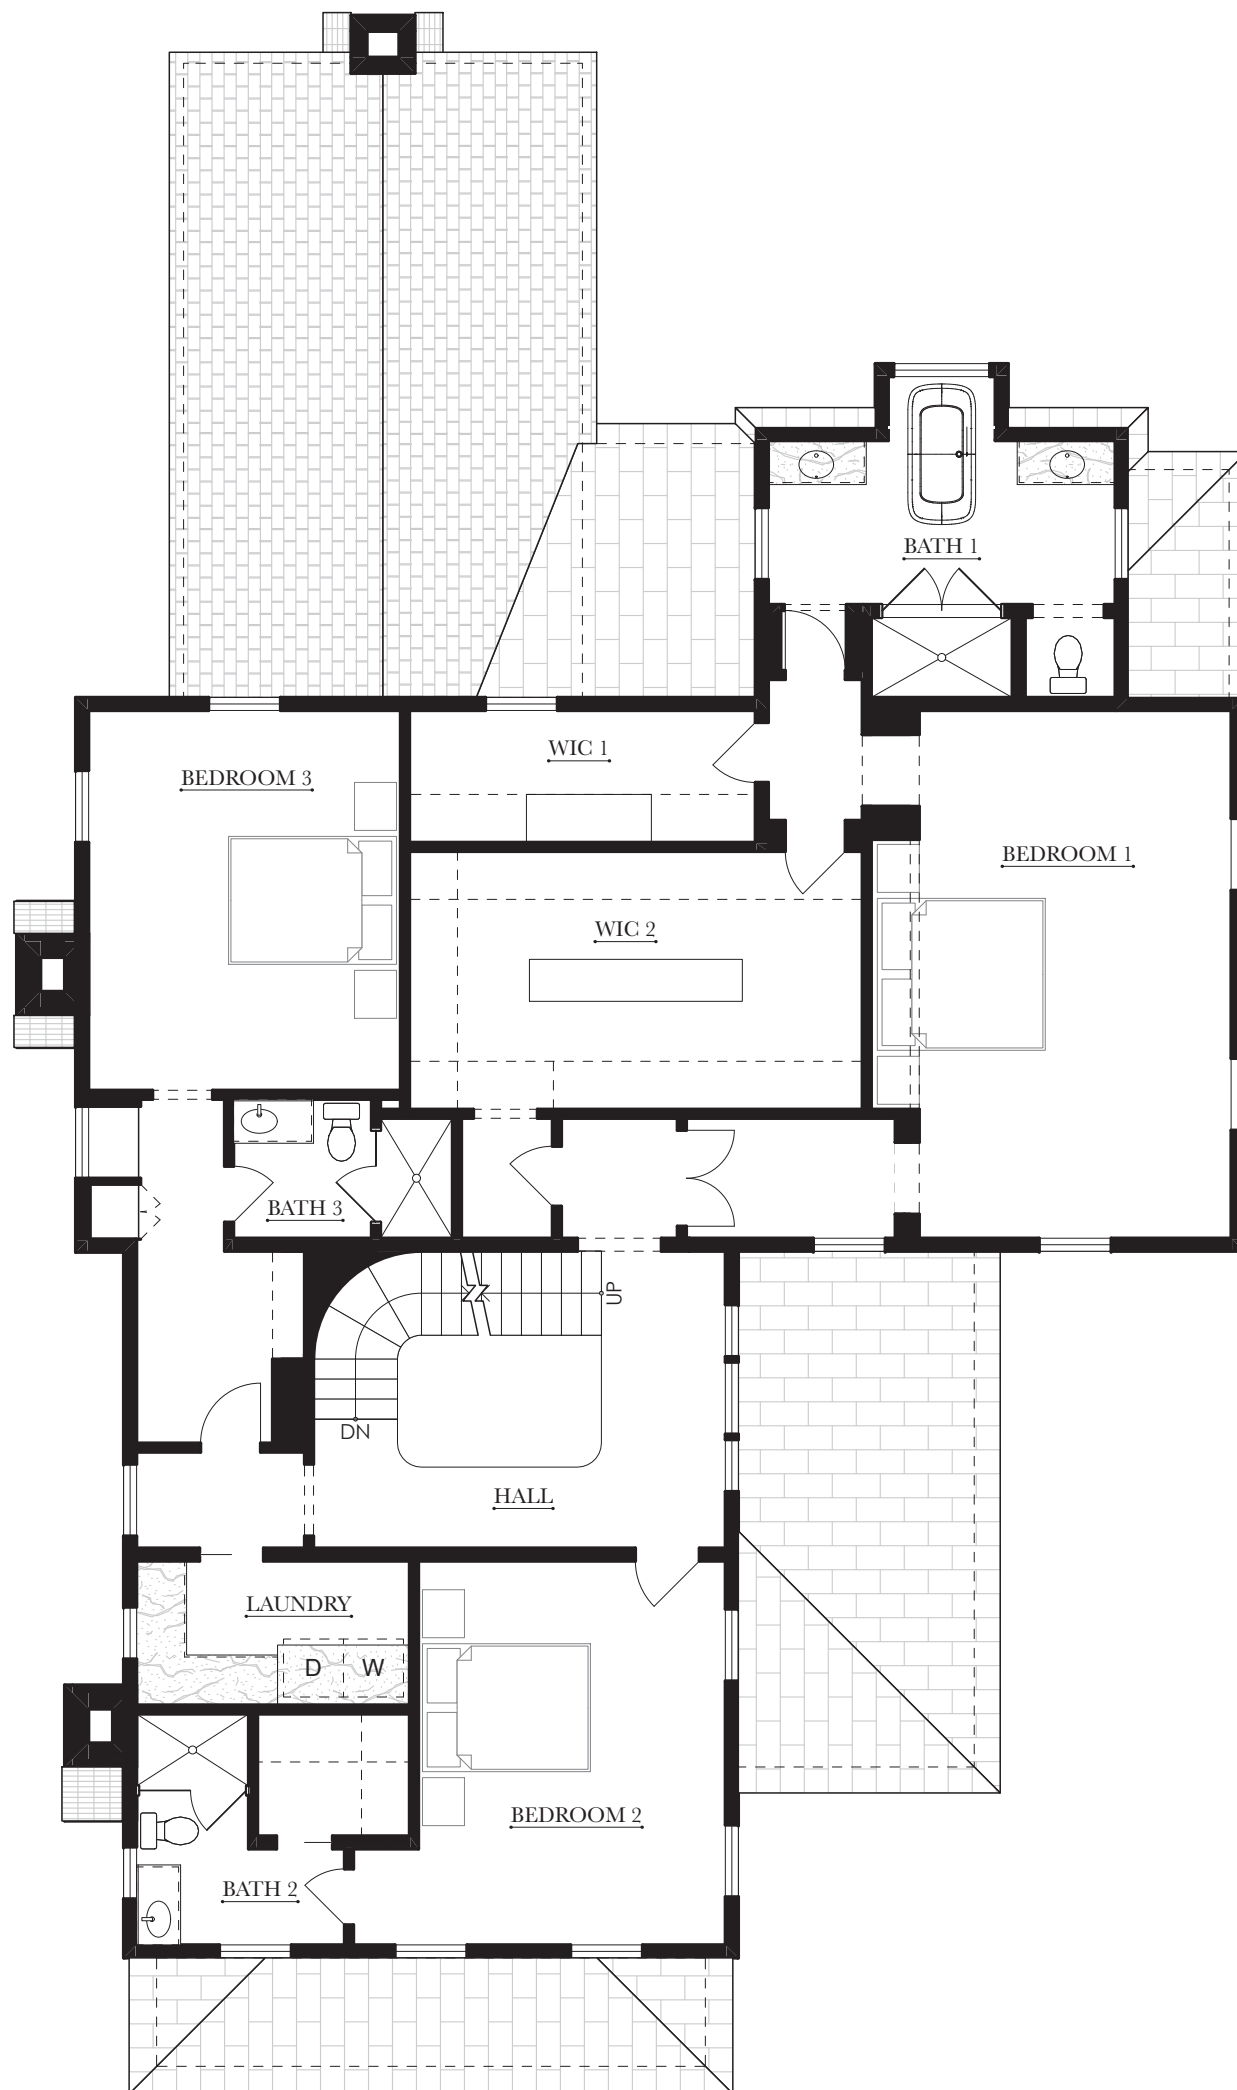 BATH 1
WIC 1
BEDROOM 3
BEDROOM 1
WIC 2
BATH 3
UP
DN
HALL
LAUNDRY
D W
BEDROOM 2
BATH 2